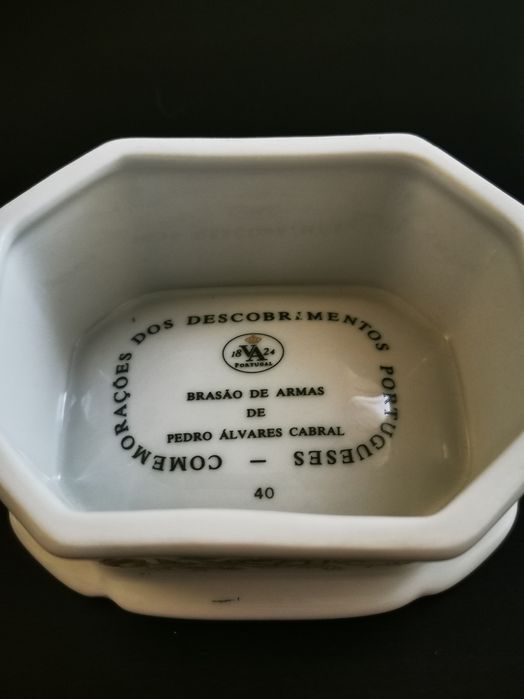 COMEMORAÇÕES DOS DESCOBRIMENTOS PORTUGUESES –
18 VA 24
PORTUGAL
BRASÃO DE ARMAS
DE
PEDRO ÁLVARES CABRAL
40